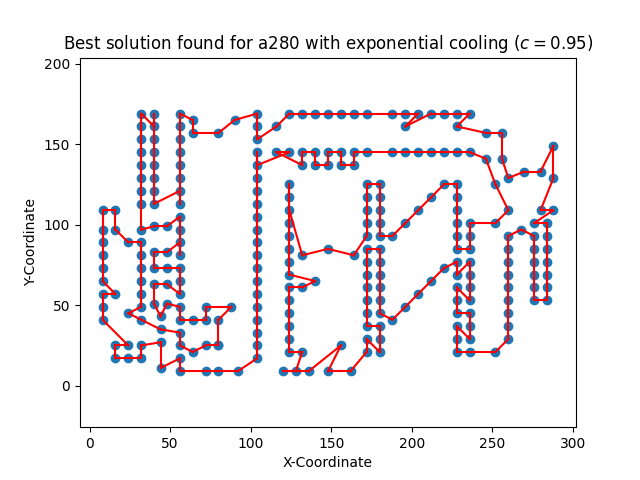 Best solution found for a280 with exponential cooling (c = 0.95)
200
150
100
50
0
Y-Coordinate
0 50 100 150 200 250 300
X-Coordinate